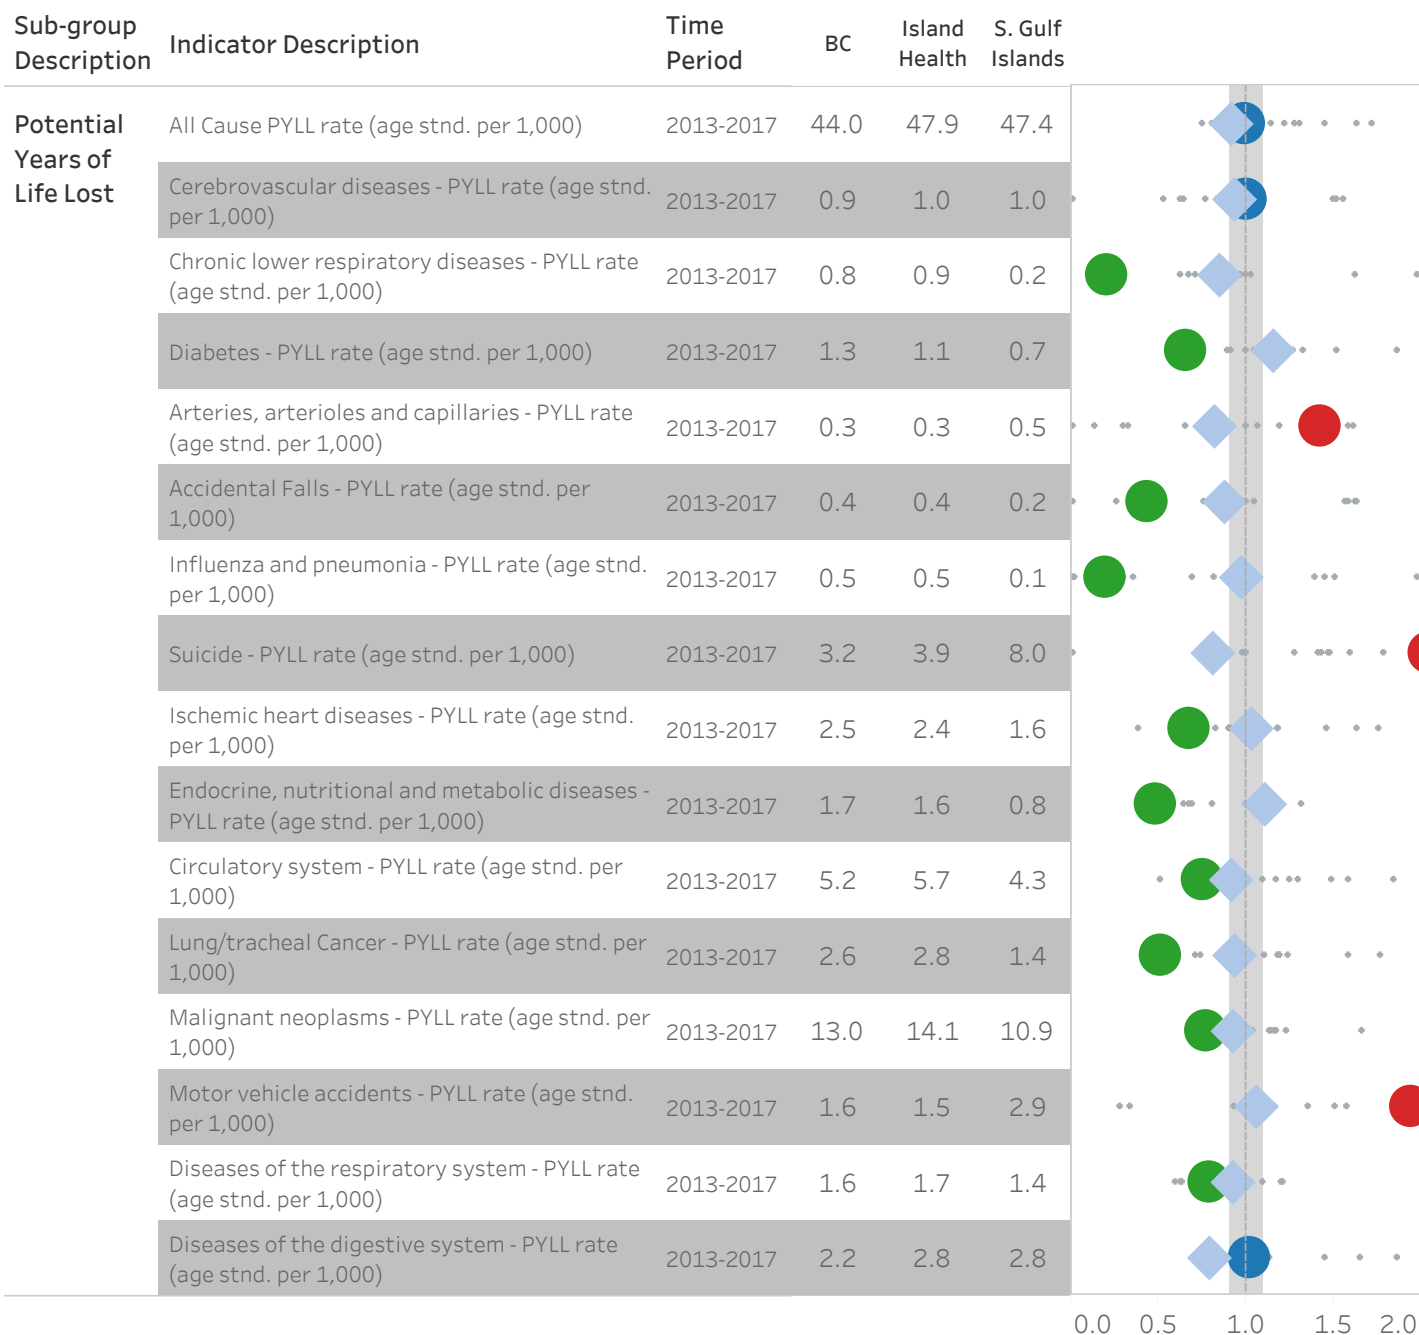 Sub-group
Description
Indicator Description
Time
Period
BC
Island
Health
S. Gulf
Islands
Potential
Years of
Life Lost
All Cause PYLL rate (age stnd. per 1,000)
2013-2017 44.0 47.9 47.4
Cerebrovascular diseases - PYLL rate (age stnd.
per 1,000)
2013-2017 0.9 1.0 1.0
Chronic lower respiratory diseases - PYLL rate
(age stnd. per 1,000)
2013-2017 0.8 0.9 0.2
Diabetes - PYLL rate (age stnd. per 1,000)
2013-2017 1.3 1.1 0.7
Arteries, arterioles and capillaries - PYLL rate
(age stnd. per 1,000)
2013-2017 0.3 0.3 0.5
Accidental Falls - PYLL rate (age stnd. per
1,000)
2013-2017 0.4 0.4 0.2
Influenza and pneumonia - PYLL rate (age stnd.
per 1,000)
2013-2017 0.5 0.5 0.1
Suicide - PYLL rate (age stnd. per 1,000)
2013-2017 3.2 3.9 8.0
Ischemic heart diseases - PYLL rate (age stnd.
per 1,000)
2013-2017 2.5 2.4 1.6
Endocrine, nutritional and metabolic diseases -
PYLL rate (age stnd. per 1,000)
2013-2017 1.7 1.6 0.8
Circulatory system - PYLL rate (age stnd. per
1,000)
2013-2017 5.2 5.7 4.3
Lung/tracheal Cancer - PYLL rate (age stnd. per
1,000)
2013-2017 2.6 2.8 1.4
Malignant neoplasms - PYLL rate (age stnd. per
1,000)
2013-2017 13.0 14.1 10.9
Motor vehicle accidents - PYLL rate (age stnd.
per 1,000)
2013-2017 1.6 1.5 2.9
Diseases of the respiratory system - PYLL rate
(age stnd. per 1,000)
2013-2017 1.6 1.7 1.4
Diseases of the digestive system - PYLL rate
(age stnd. per 1,000)
2013-2017 2.2 2.8 2.8
0.0 0.5 1.0 1.5 2.0